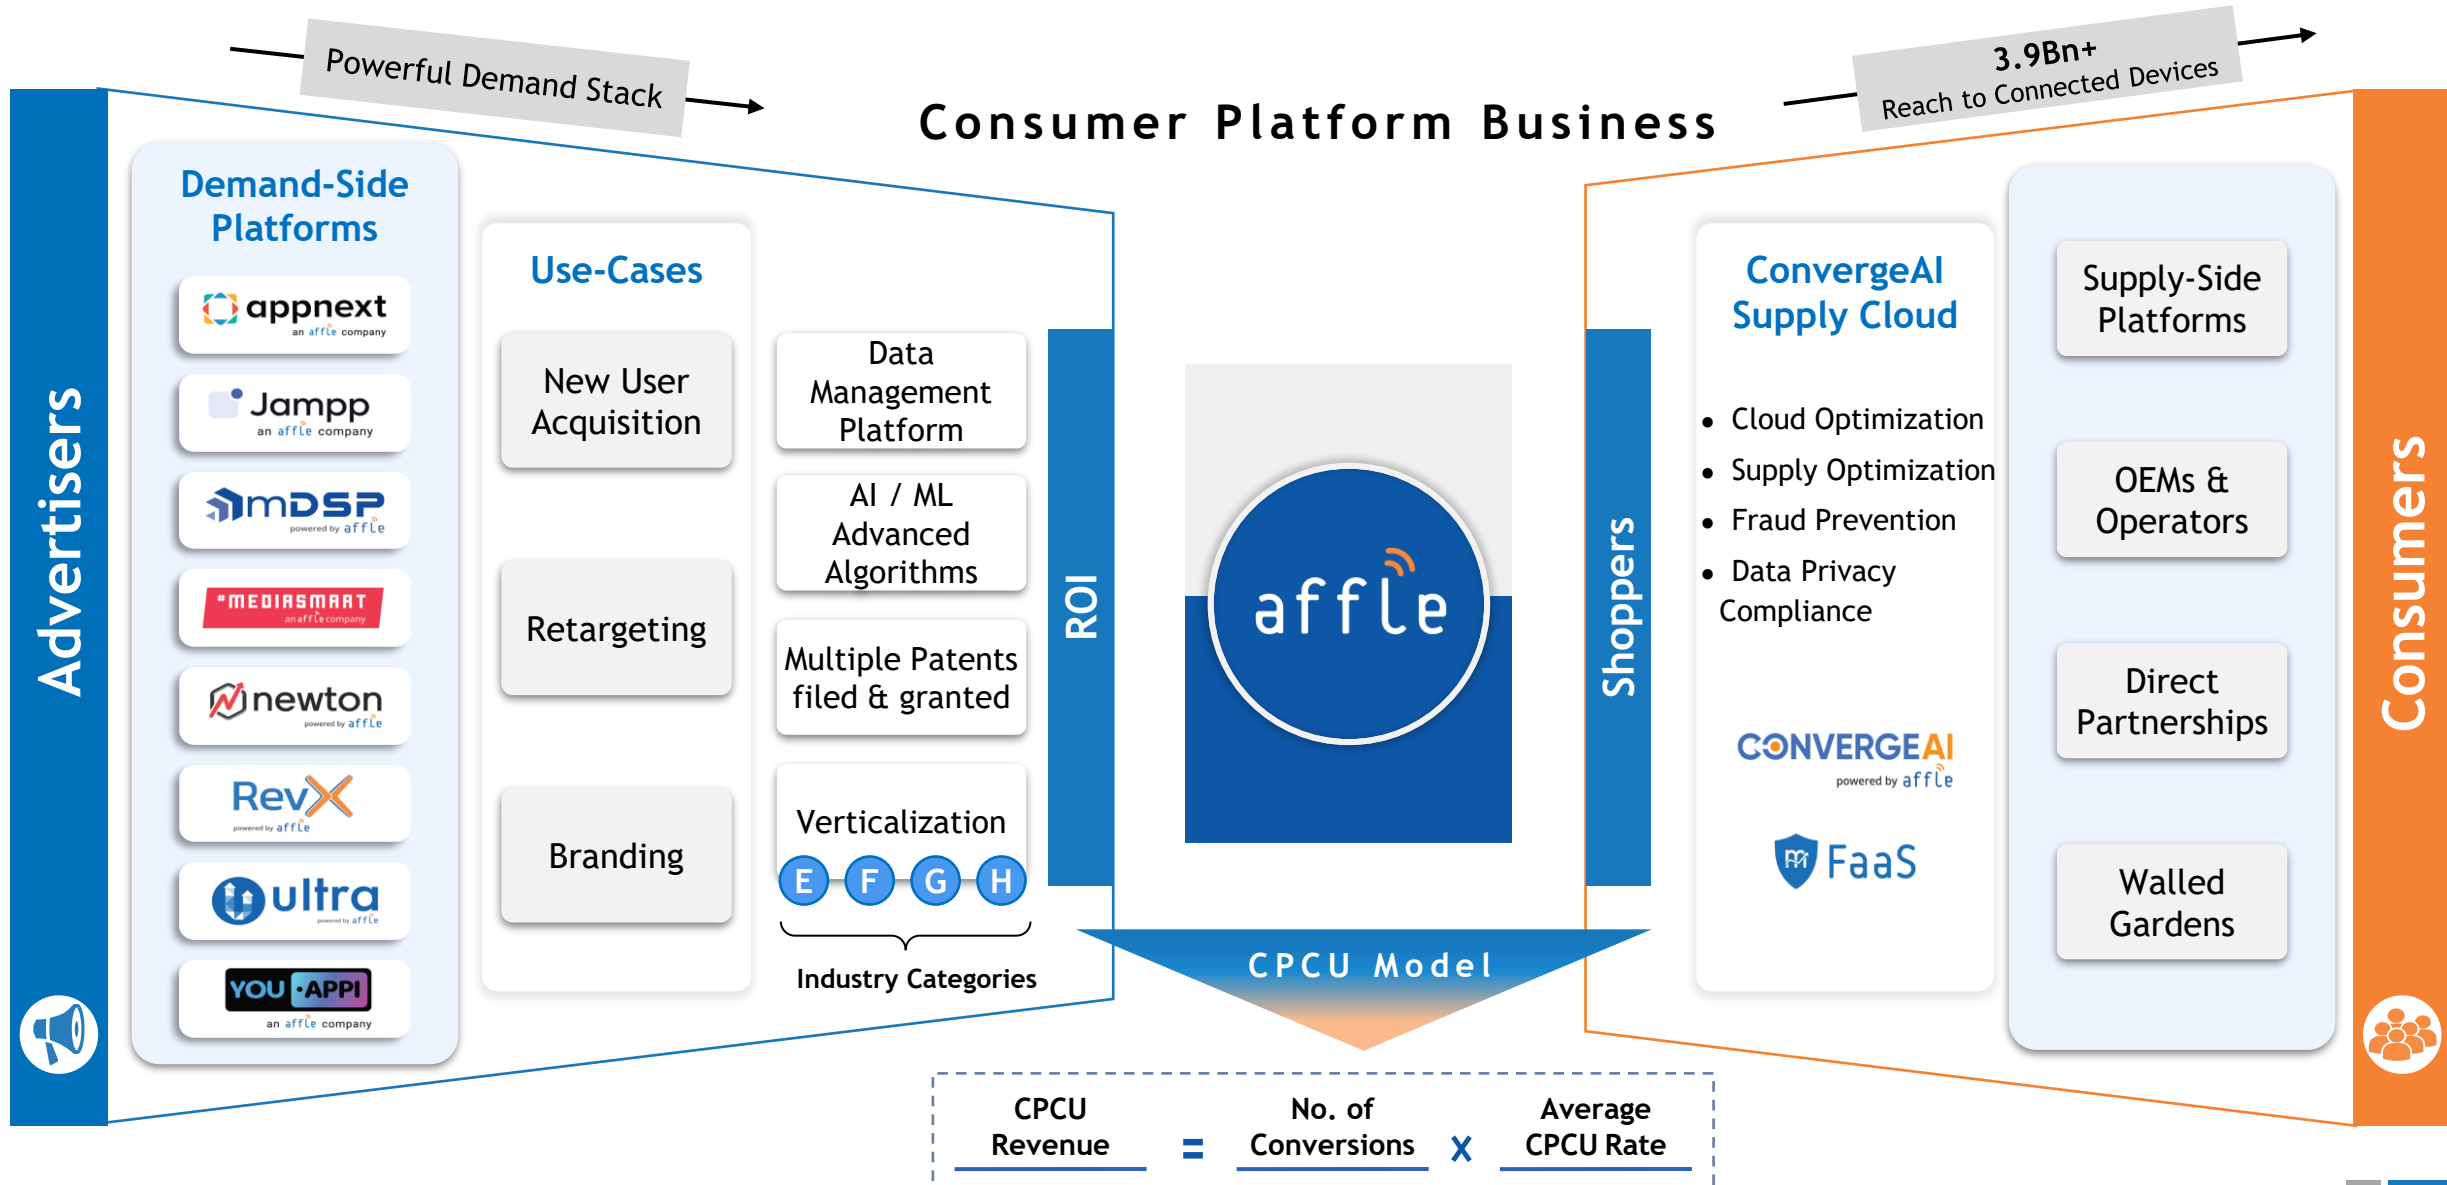 Powerful Demand Stack
3.9Bn+
Reach to Connected Devices
Consumer Platform Business
Advertisers
Demand-Side
Platforms
appnext
an affle company
Jampp
an affle company
mDSP
powered by affle
#MEDIASMART
an affle company
newton
powered by affle
RevX
powered by affle
ultra
powered by affle
YOU·APPI
an affle company
Use-Cases
New User
Acquisition
Retargeting
Branding
Data
Management
Platform
AI / ML
Advanced
Algorithms
Multiple Patents
filed & granted
Verticalization
E F G H
Industry Categories
ROI
affle
Shoppers
ConvergeAI
Supply Cloud
• Cloud Optimization
• Supply Optimization
• Fraud Prevention
• Data Privacy
Compliance
CONVERGEAI
powered by affle
m FaaS
Supply-Side
Platforms
OEMs &
Operators
Direct
Partnerships
Walled
Gardens
Consumers
CPCU Model
CPCU
Revenue
=
No. of
Conversions
x
Average
CPCU Rate